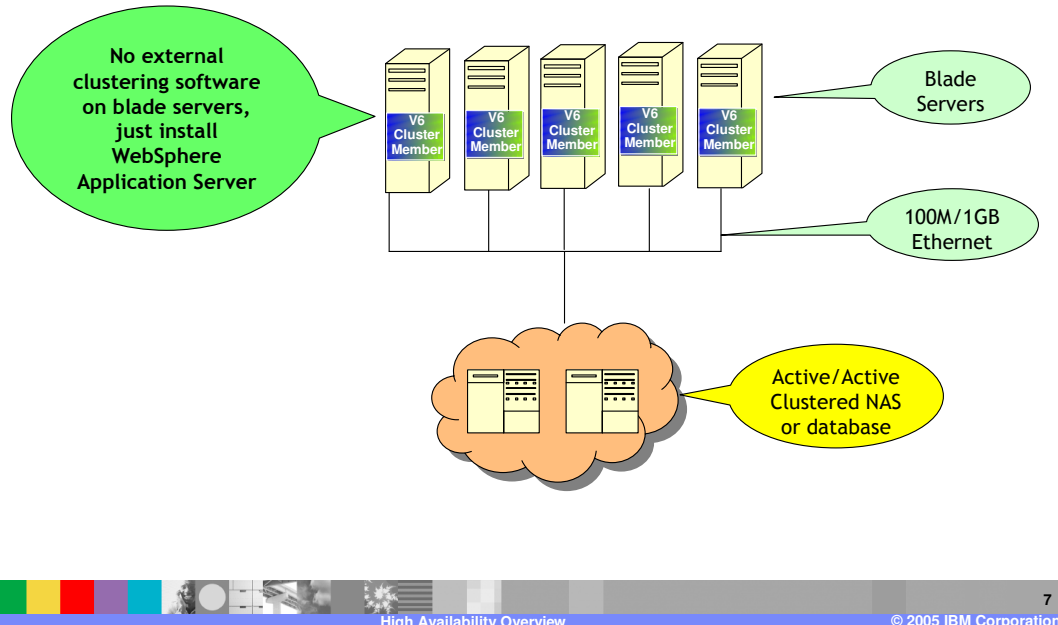 No external
clustering software
on blade servers,
just install
WebSphere
Application Server
V6
Cluster
Member
V6
Cluster
Member
V6
Cluster
Member
V6
Cluster
Member
V6
Cluster
Member
Blade
Servers
100M/1GB
Ethernet
Active/Active
Clustered NAS
or database
7
High Availability Overview
© 2005 IBM Corporation